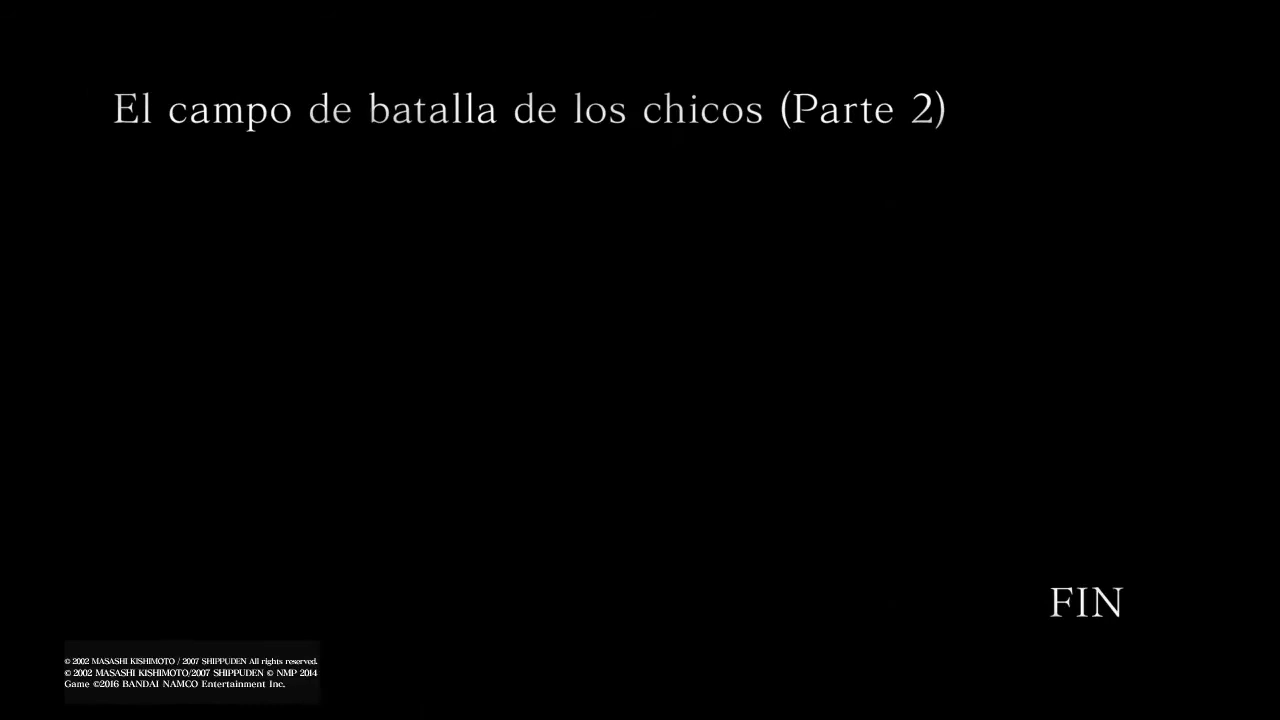 El campo de batalla de los chicos (Parte 2)
FIN
© 2002 MASASHI KISHIMOTO / 2007 SHIPPUDEN All rights reserved.
© 2002 MASASHI KISHIMOTO/2007 SHIPPUDEN © NMP 2014
Game ©2016 BANDAI NAMCO Entertainment Inc.